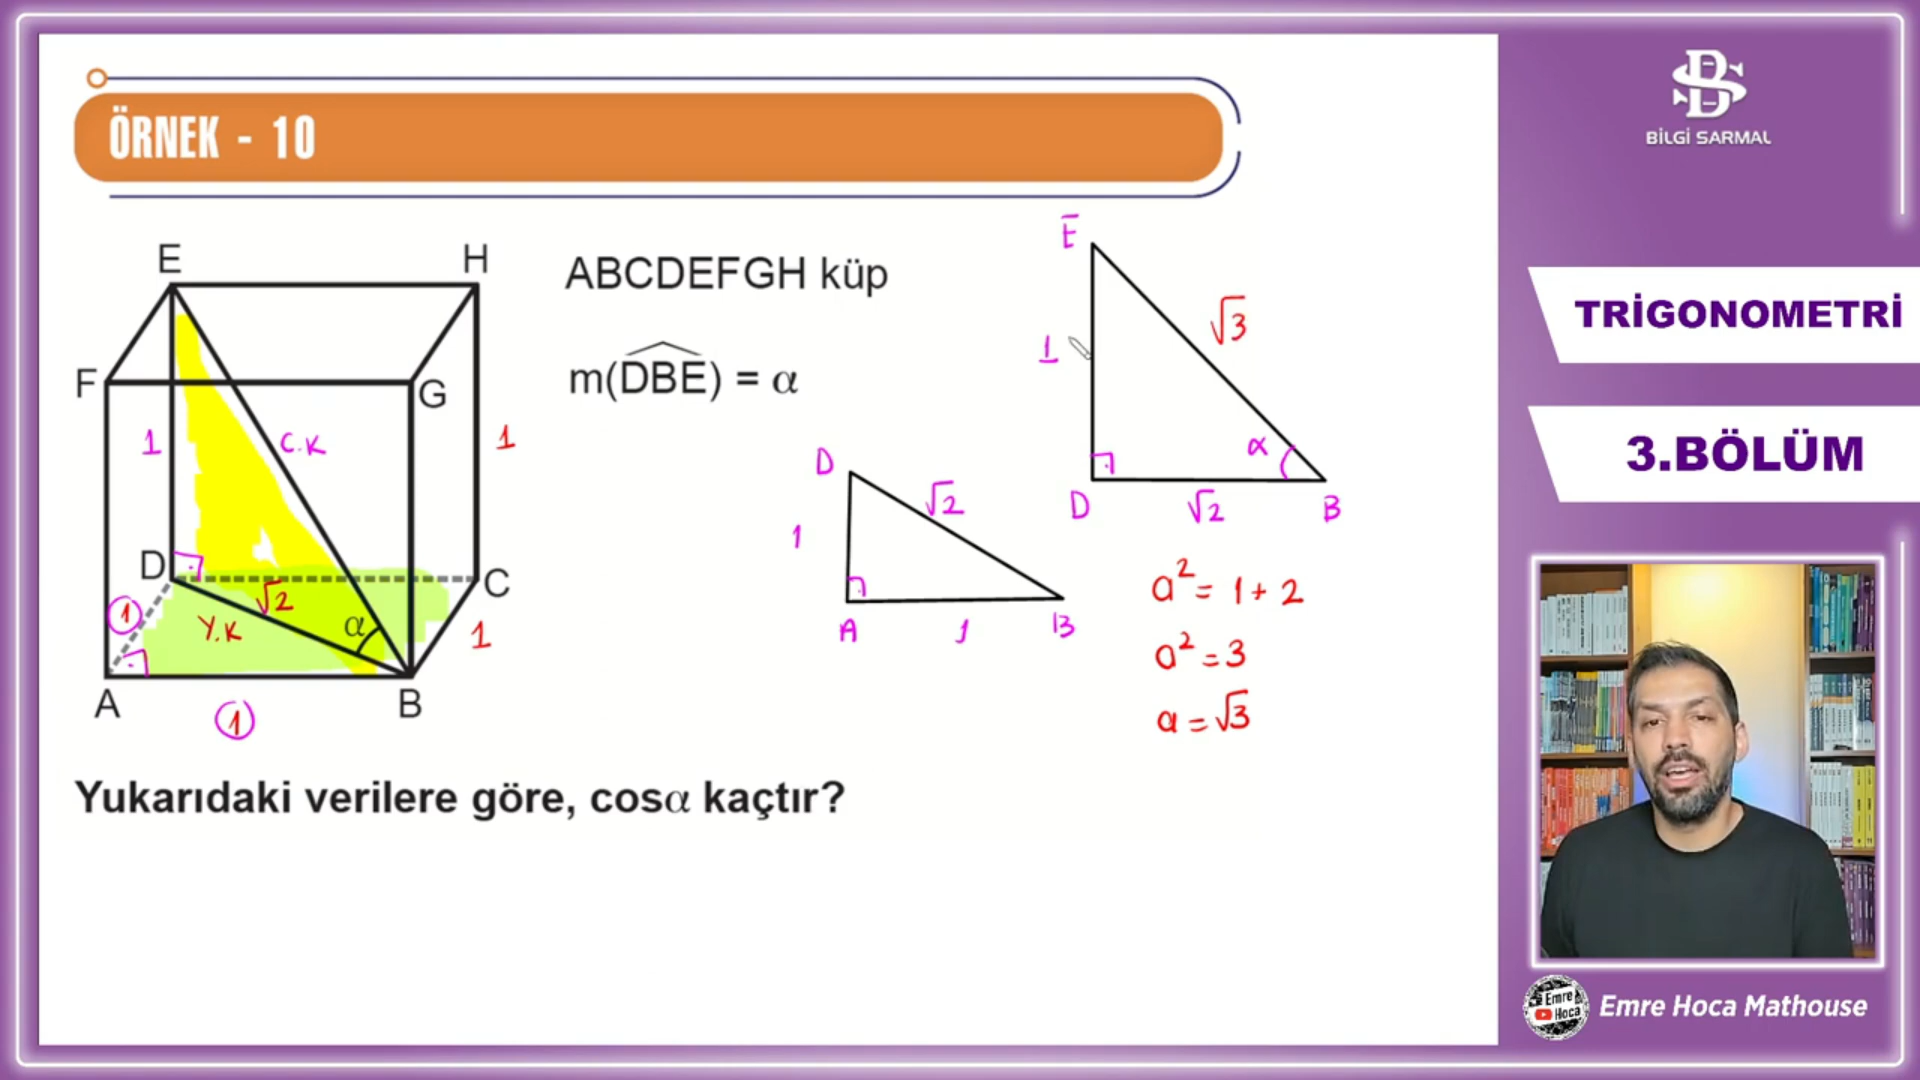 ÖRNEK - 10
E
H
F
G
1
C.K
1
D
C
1
√2
Y.K
α
1
A
B
1
ABCDEFGH küp
m(DBE) = α
D
√2
1
A
1
B
E
√3
1
α
D
√2
B
a² = 1 + 2
a² = 3
a = √3
Yukarıdaki verilere göre, cosα kaçtır?
BİLGİ SARMAL
TRİGONOMETRİ
3.BÖLÜM
Emre
Hoca
Emre Hoca Mathouse